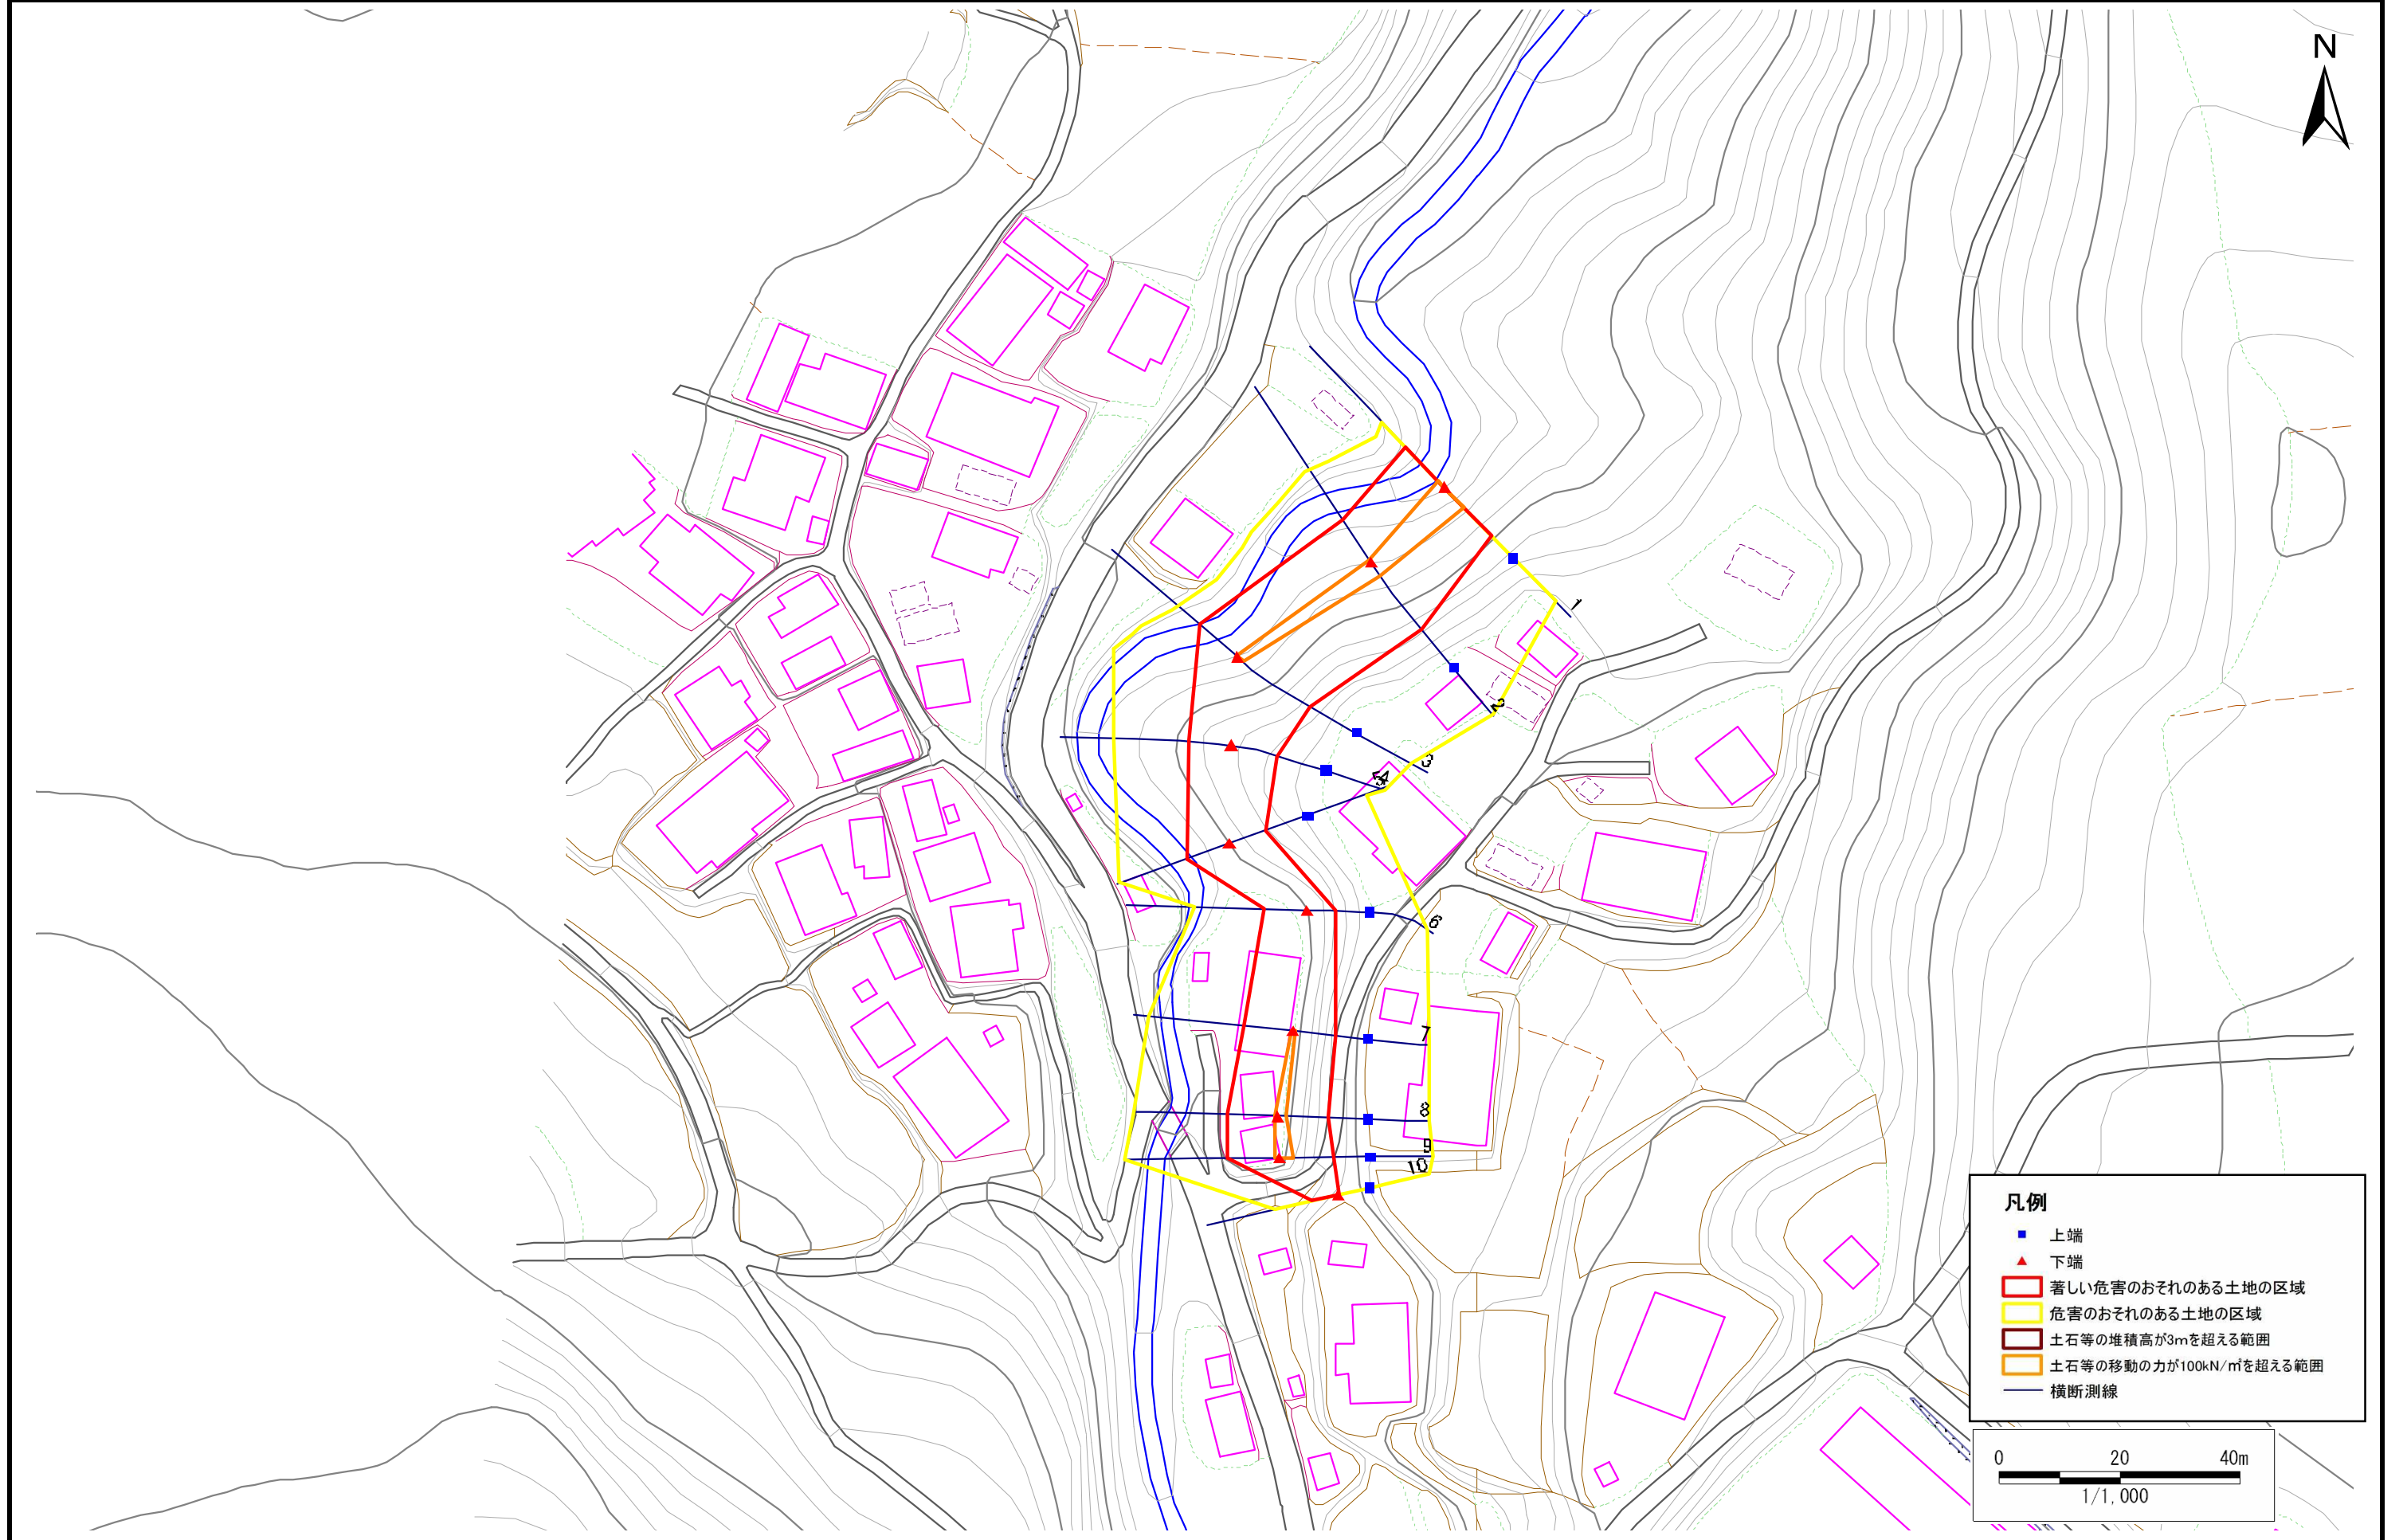 N
1
2
3
54
6
7
8
9
10
凡例
上端
下端
著しい危害のおそれのある土地の区域
危害のおそれのある土地の区域
土石等の堆積高が3mを超える範囲
土石等の移動の力が100kN/㎡を超える範囲
横断測線
0 20 40m
1/1,000